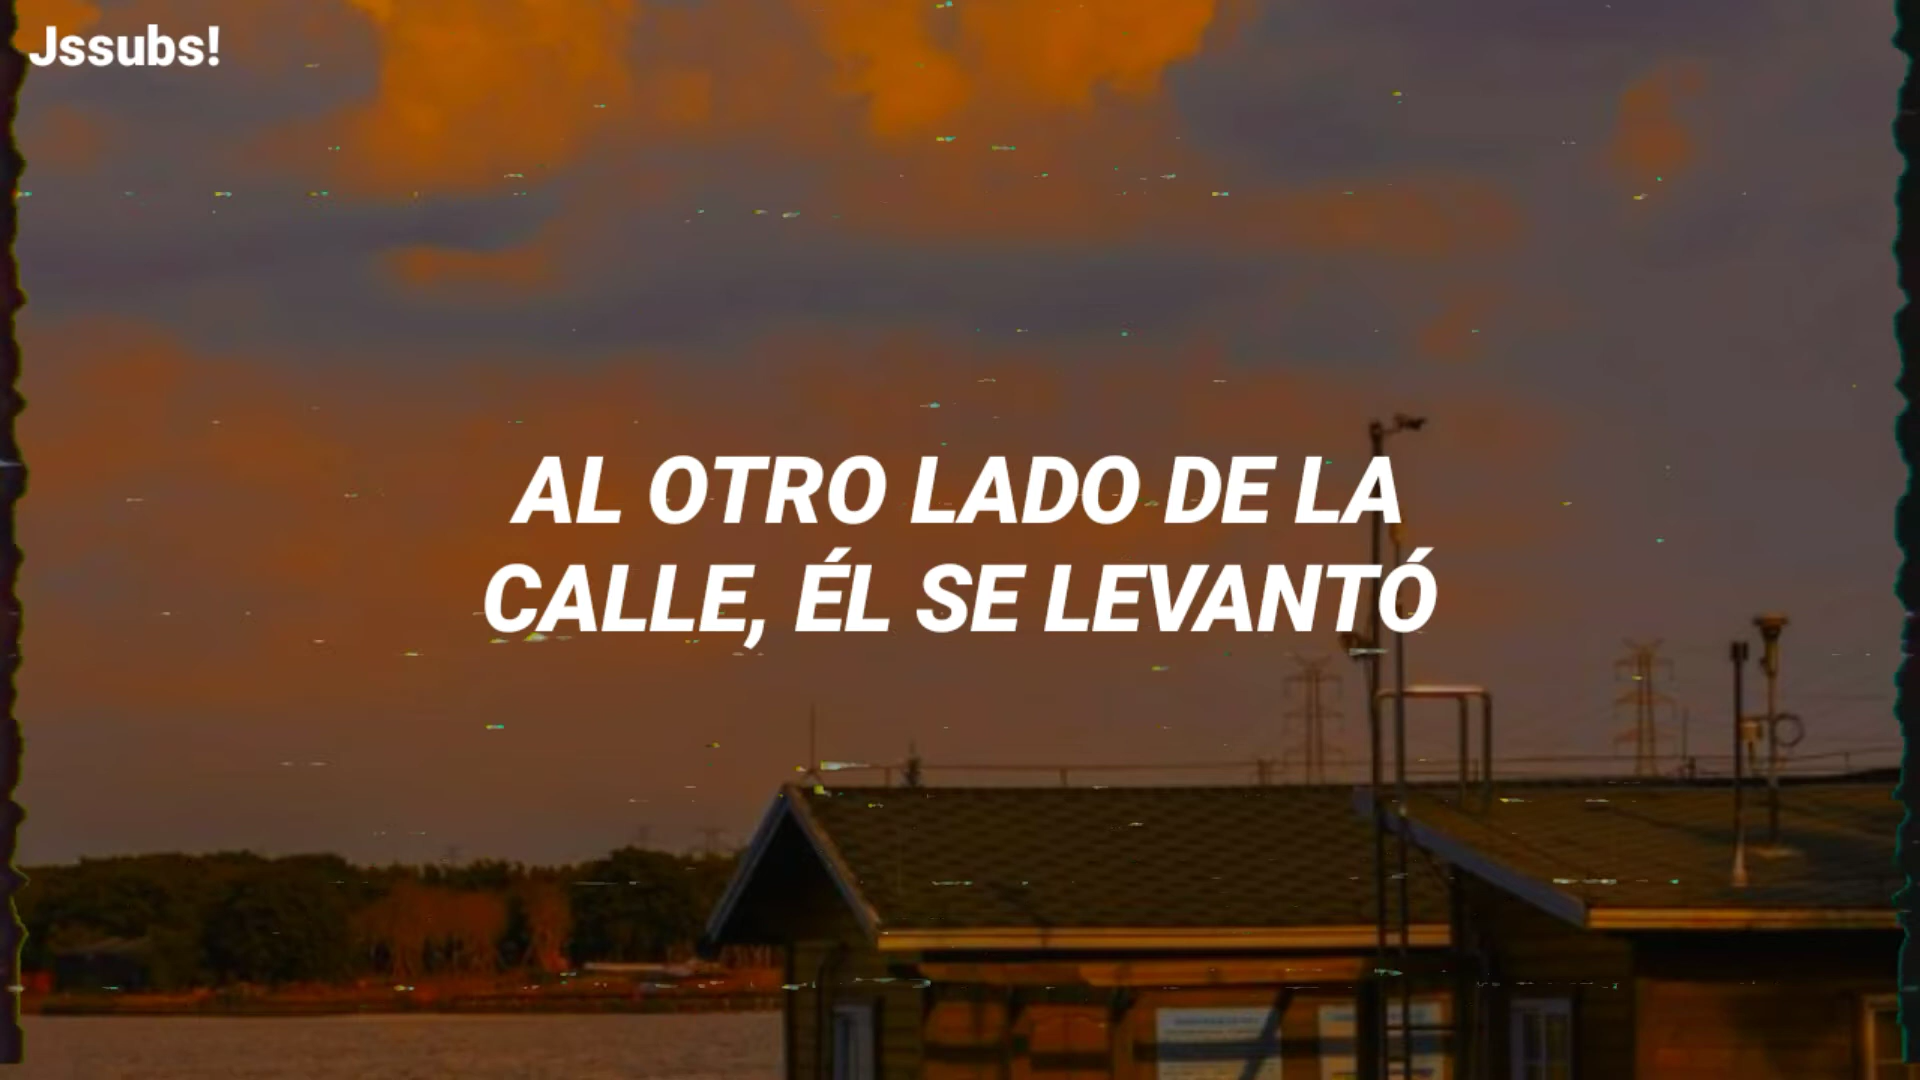 Jssubs!
AL OTRO LADO DE LA
CALLE, ÉL SE LEVANTÓ